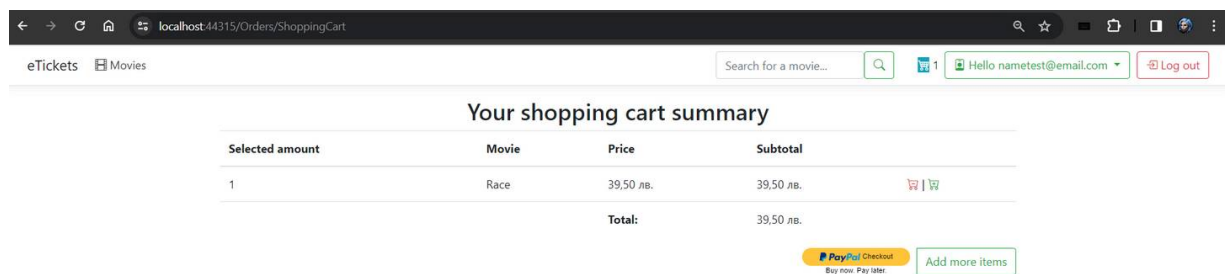 localhost:44315/Orders/ShoppingCart
eTickets Movies Search for a movie... 1 Hello nametest@email.com Log out
Your shopping cart summary
Selected amount Movie Price Subtotal
1 Race 39,50 лв. 39,50 лв. |
Total: 39,50 лв.
PayPal Checkout Add more items
Buy now. Pay later.